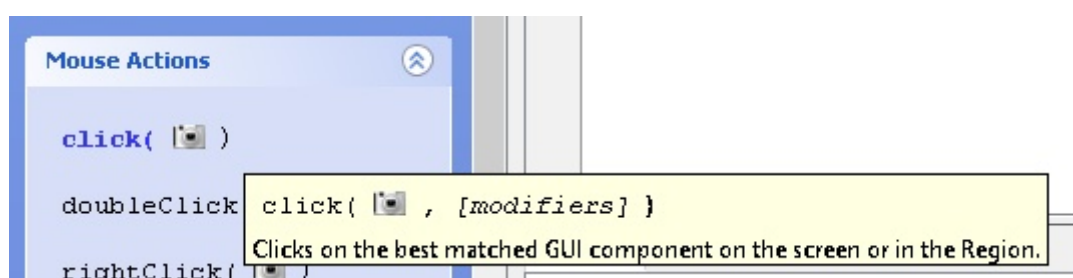 Mouse Actions
click( )
doubleClick
click( , [modifiers] )
Clicks on the best matched GUI component on the screen or in the Region.
rightClick( )